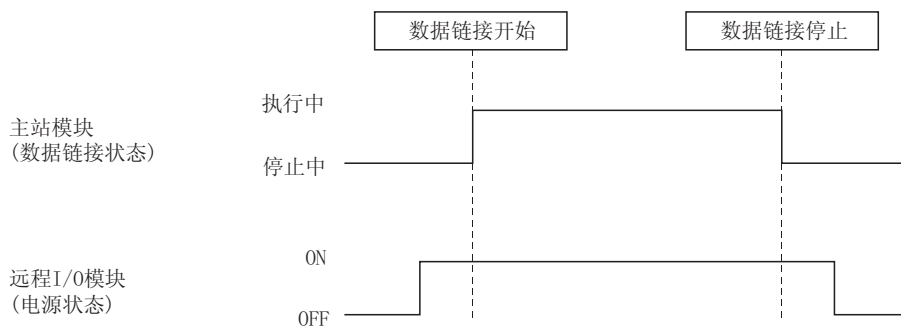 数据链接开始
数据链接停止
执行中
主站模块
(数据链接状态)
停止中
ON
远程I/O模块
(电源状态)
OFF